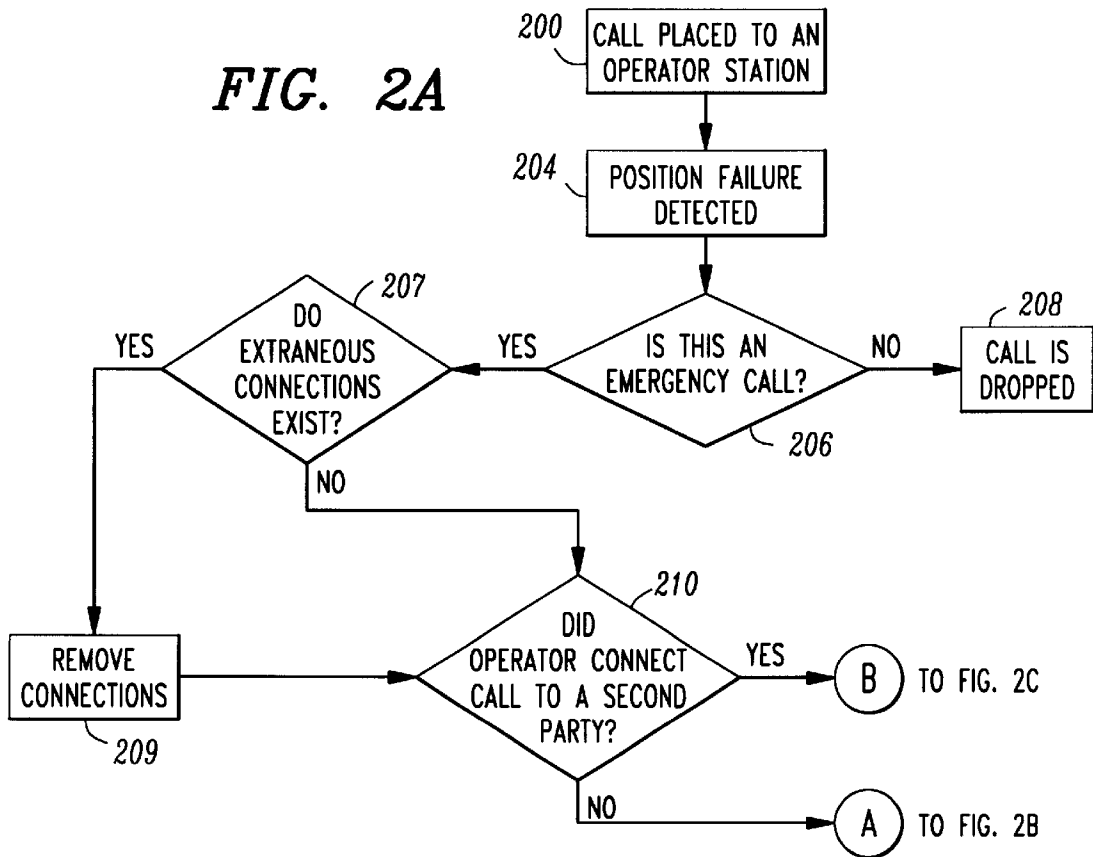 FIG. 2A
200
CALL PLACED TO AN
OPERATOR STATION
204
POSITION FAILURE
DETECTED
207
DO
EXTRANEOUS
CONNECTIONS
EXIST?
YES
NO
YES
IS THIS AN
EMERGENCY CALL?
206
NO
208
CALL IS
DROPPED
REMOVE
CONNECTIONS
209
210
DID
OPERATOR CONNECT
CALL TO A SECOND
PARTY?
YES
B TO FIG. 2C
NO
A TO FIG. 2B